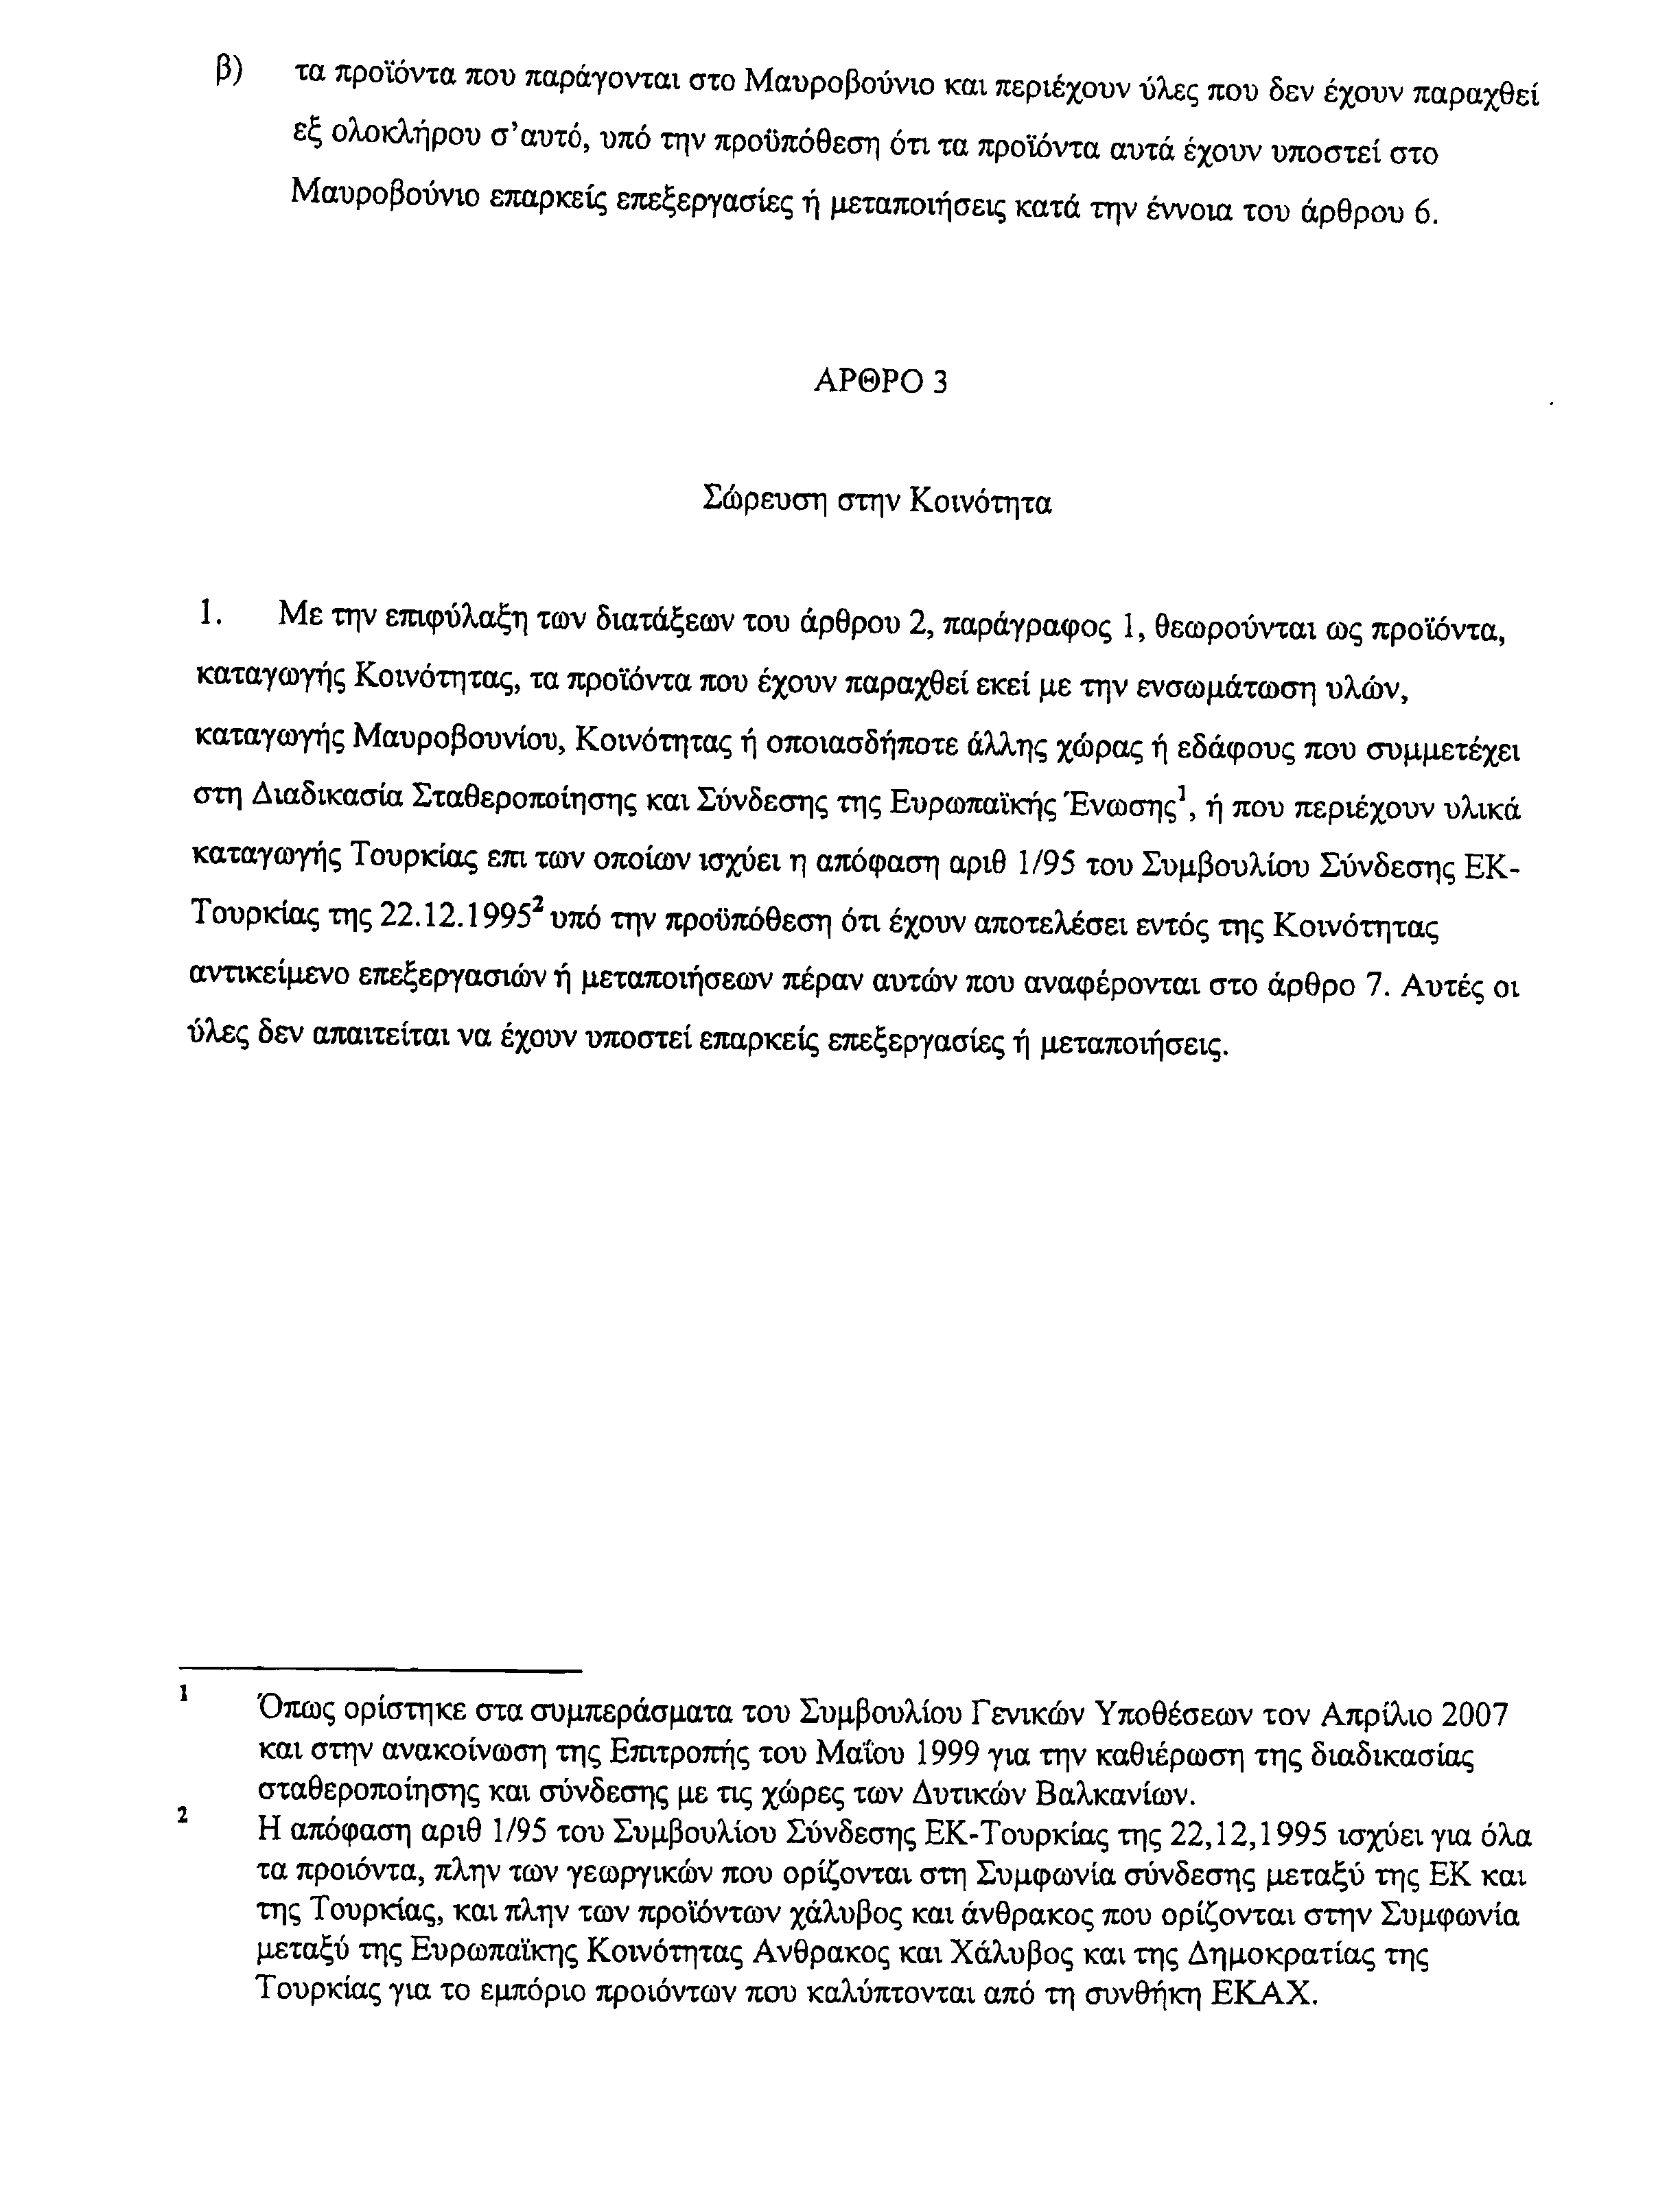 β) τα προϊόντα που παράγονται στο Μαυροβούνιο και περιέχουν ύλες που δεν έχουν παραχθεί
εξ ολοκλήρου σ’αυτό, υπό την προϋπόθεση ότι τα προϊόντα αυτά έχουν υποστεί στο
Μαυροβούνιο επαρκείς επεξεργασίες ή μεταποιήσεις κατά την έννοια του άρθρου 6.
ΑΡΘΡΟ 3
Σώρευση στην Κοινότητα
1. Με την επιφύλαξη των διατάξεων του άρθρου 2, παράγραφος 1, θεωρούνται ως προϊόντα,
καταγωγής Κοινότητας, τα προϊόντα που έχουν παραχθεί εκεί με την ενσωμάτωση υλών,
καταγωγής Μαυροβουνίου, Κοινότητας ή οποιασδήποτε άλλης χώρας ή εδάφους που συμμετέχει
στη Διαδικασία Σταθεροποίησης και Σύνδεσης της Ευρωπαϊκής Ένωσης¹, ή που περιέχουν υλικά
καταγωγής Τουρκίας επι των οποίων ισχύει η απόφαση αριθ 1/95 του Συμβουλίου Σύνδεσης ΕΚ-
Τουρκίας της 22.12.1995² υπό την προϋπόθεση ότι έχουν αποτελέσει εντός της Κοινότητας
αντικείμενο επεξεργασιών ή μεταποιήσεων πέραν αυτών που αναφέρονται στο άρθρο 7. Αυτές οι
ύλες δεν απαιτείται να έχουν υποστεί επαρκείς επεξεργασίες ή μεταποιήσεις.
1 Όπως ορίστηκε στα συμπεράσματα του Συμβουλίου Γενικών Υποθέσεων τον Απρίλιο 2007
και στην ανακοίνωση της Επιτροπής του Μαΐου 1999 για την καθιέρωση της διαδικασίας
σταθεροποίησης και σύνδεσης με τις χώρες των Δυτικών Βαλκανίων.
2 Η απόφαση αριθ 1/95 του Συμβουλίου Σύνδεσης ΕΚ-Τουρκίας της 22,12,1995 ισχύει για όλα
τα προιόντα, πλην των γεωργικών που ορίζονται στη Συμφωνία σύνδεσης μεταξύ της ΕΚ και
της Τουρκίας, και πλην των προϊόντων χάλυβος και άνθρακος που ορίζονται στην Συμφωνία
μεταξύ της Ευρωπαϊκης Κοινότητας Ανθρακος και Χάλυβος και της Δημοκρατίας της
Τουρκίας για το εμπόριο προιόντων που καλύπτονται από τη συνθήκη ΕΚΑΧ.